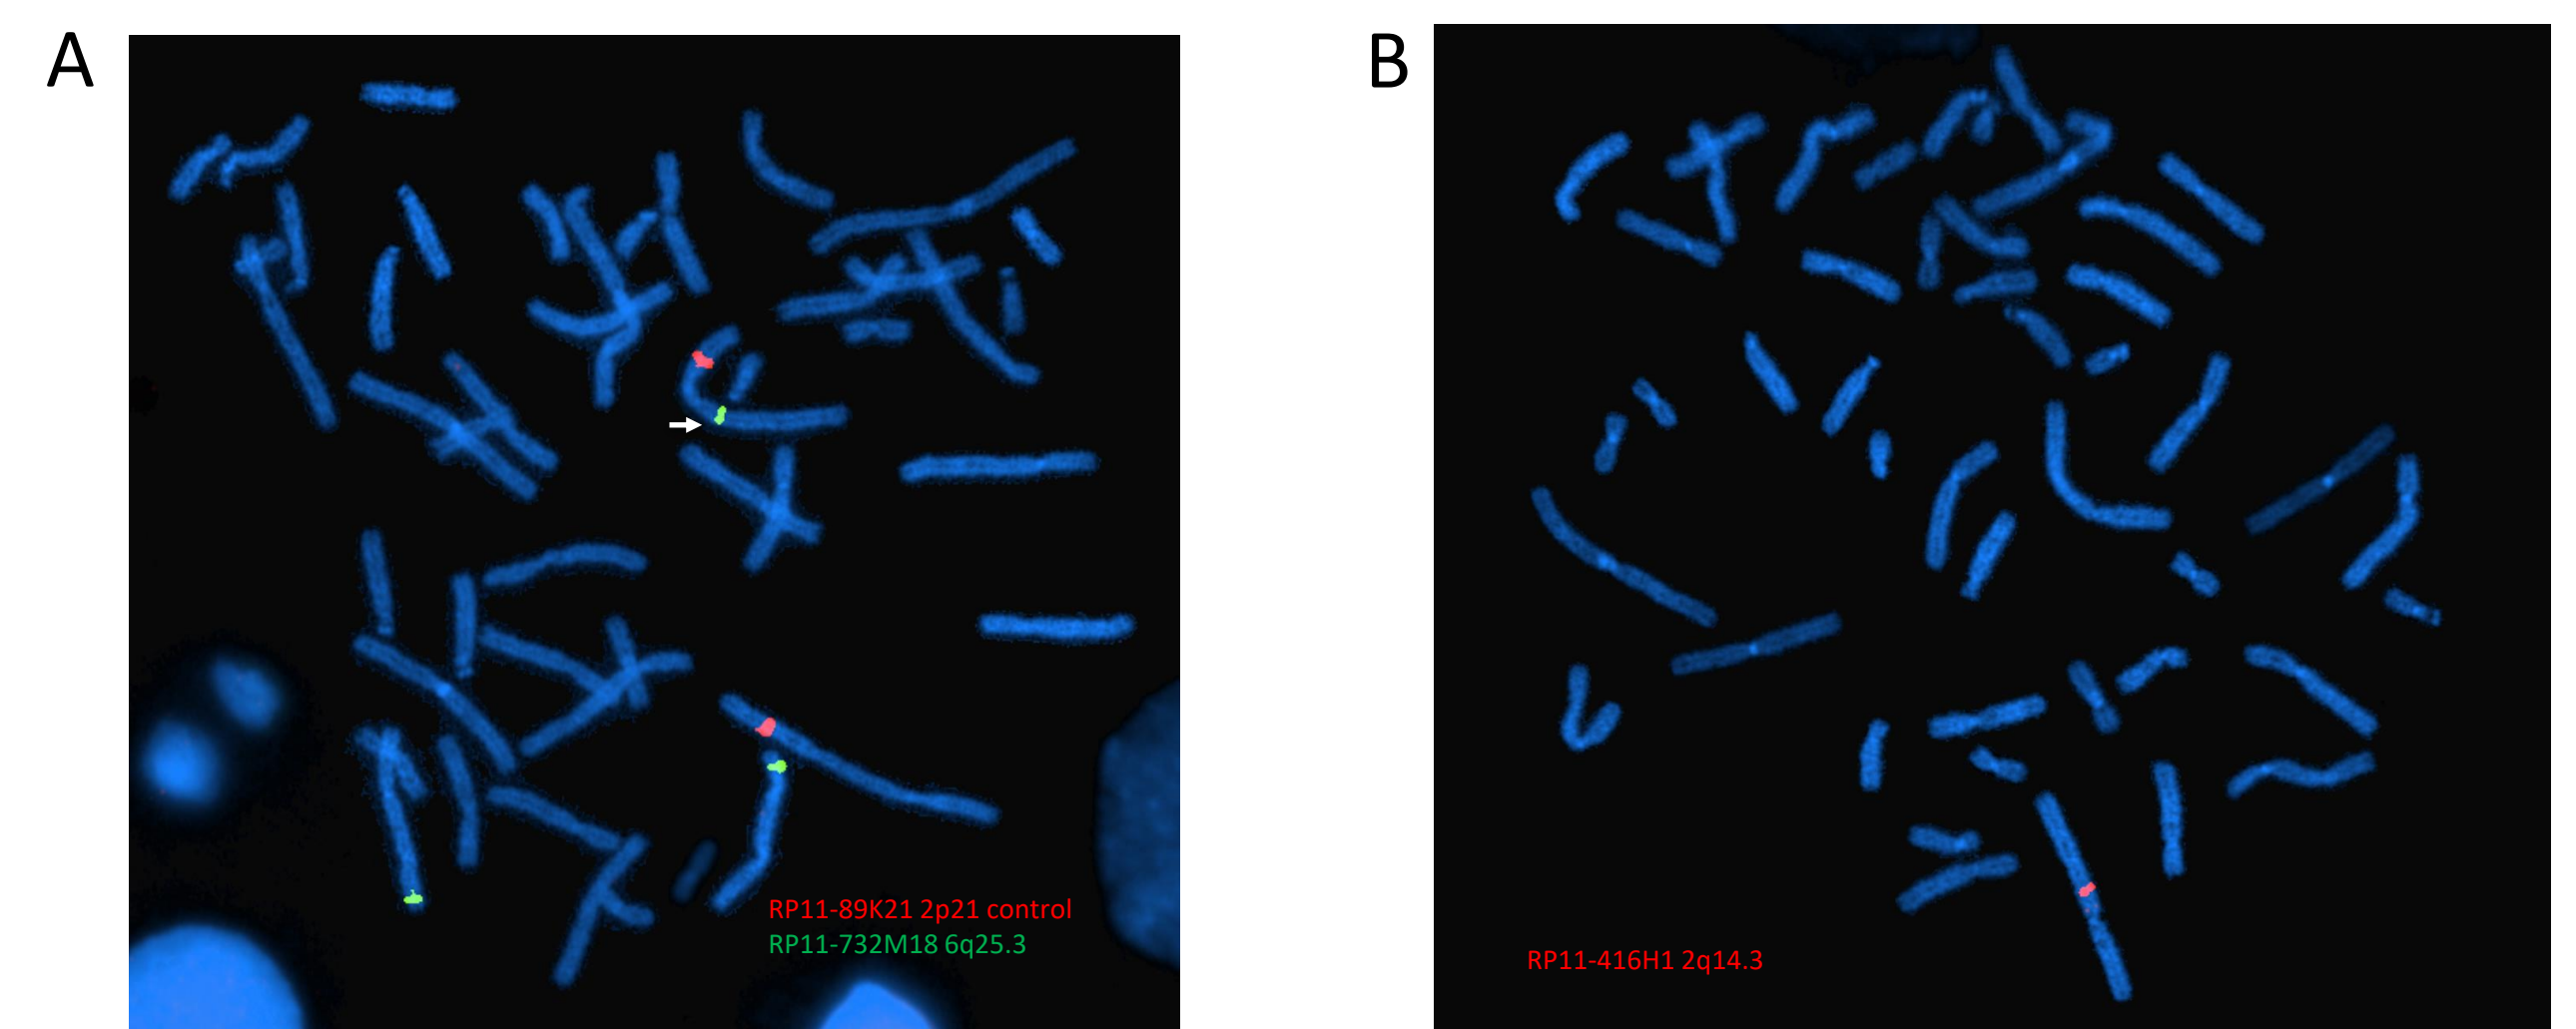 A
B
RP11-89K21 2p21 control
RP11-732M18 6q25.3
RP11-416H1 2q14.3